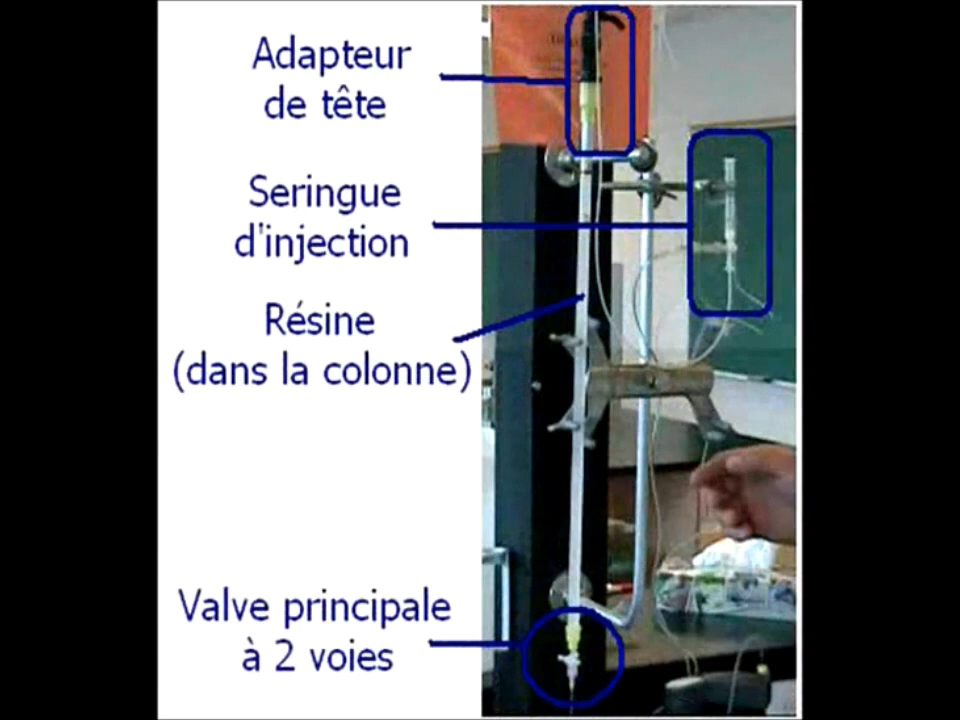 Adapteur
de tête
Seringue
d'injection
Résine
(dans la colonne)
Valve principale
à 2 voies